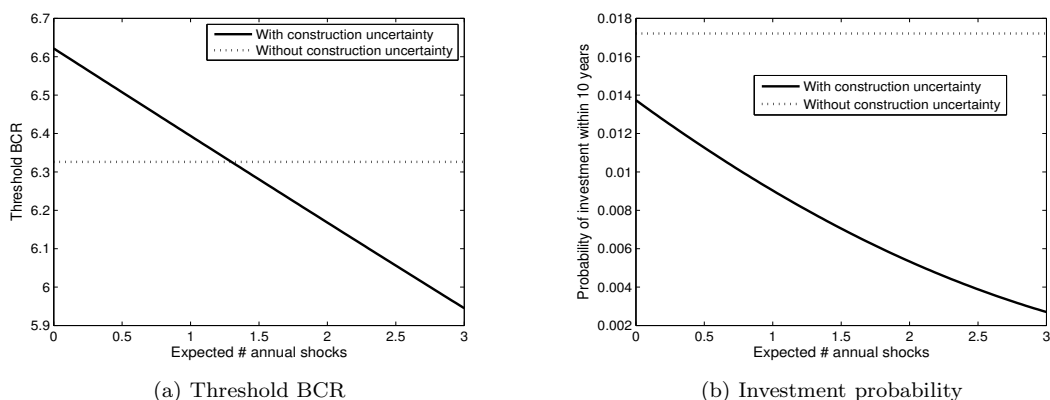 6.7
6.6
6.5
6.4
6.3
6.2
6.1
6
5.9
Threshold BCR
With construction uncertainty
Without construction uncertainty
0 0.5 1 1.5 2 2.5 3
Expected # annual shocks
(a) Threshold BCR
0.018
0.016
0.014
0.012
0.01
0.008
0.006
0.004
0.002
Probability of investment within 10 years
With construction uncertainty
Without construction uncertainty
0 0.5 1 1.5 2 2.5 3
Expected # annual shocks
(b) Investment probability